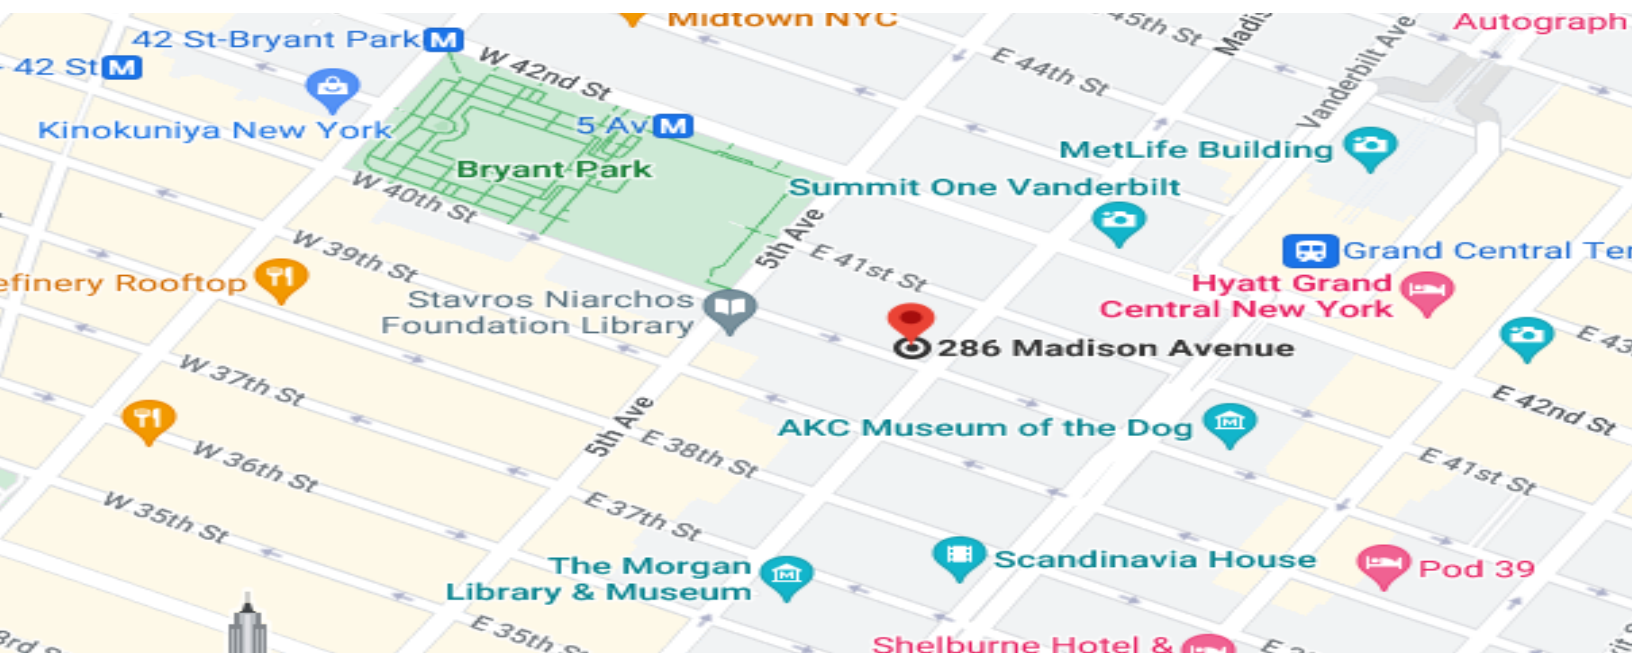 Midtown NYC
45th St
Madis
Autograph
42 St-Bryant Park M
W 42nd St
E 44th St
Vanderbilt Ave
42 St M
Kinokuniya New York
5 Av M
MetLife Building
Bryant Park
Summit One Vanderbilt
W 40th St
5th Ave
W 39th St
E 41st St
Grand Central Ter
efinery Rooftop
Stavros Niarchos
Foundation Library
Hyatt Grand
Central New York
286 Madison Avenue
E 43
W 37th St
E 42nd St
5th Ave
AKC Museum of the Dog
E 38th St
W 36th St
E 41st St
W 35th St
E 37th St
The Morgan
Library & Museum
Scandinavia House
Pod 39
E 35th St
3rd S
Shelburne Hotel &